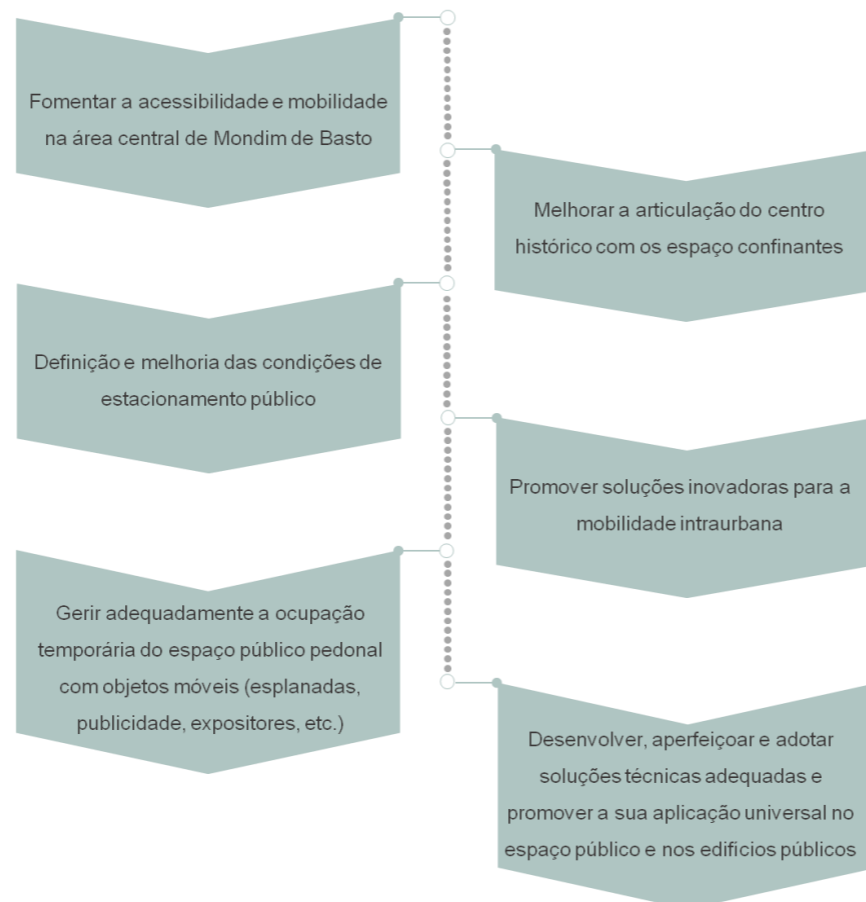 Fomentar a acessibilidade e mobilidade
na área central de Mondim de Basto
Melhorar a articulação do centro
histórico com os espaço confinantes
Definição e melhoria das condições de
estacionamento público
Promover soluções inovadoras para a
mobilidade intraurbana
Gerir adequadamente a ocupação
temporária do espaço público pedonal
com objetos móveis (esplanadas,
publicidade, expositores, etc.)
Desenvolver, aperfeiçoar e adotar
soluções técnicas adequadas e
promover a sua aplicação universal no
espaço público e nos edifícios públicos